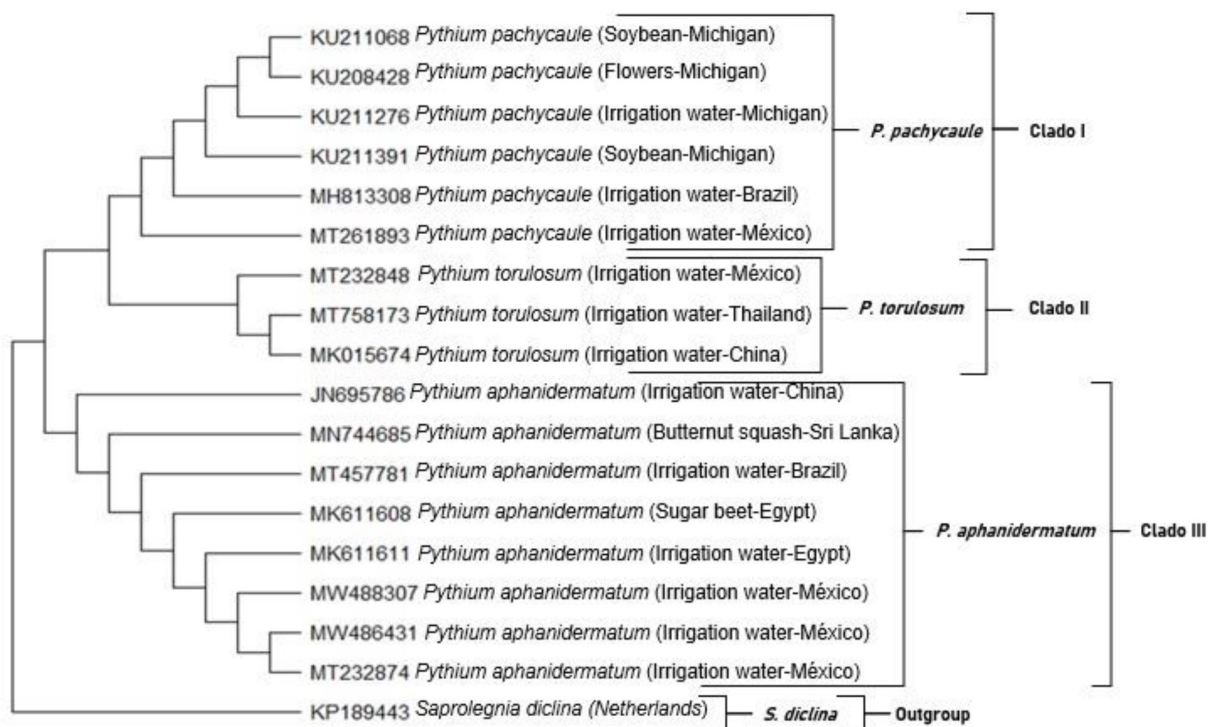 KU211068 Pythium pachycaule (Soybean-Michigan)
KU208428 Pythium pachycaule (Flowers-Michigan)
KU211276 Pythium pachycaule (Irrigation water-Michigan)
P. pachycaule
Clado I
KU211391 Pythium pachycaule (Soybean-Michigan)
MH813308 Pythium pachycaule (Irrigation water-Brazil)
MT261893 Pythium pachycaule (Irrigation water-México)
MT232848 Pythium torulosum (Irrigation water-México)
MT758173 Pythium torulosum (Irrigation water-Thailand)
P. torulosum
Clado II
MK015674 Pythium torulosum (Irrigation water-China)
JN695786 Pythium aphanidermatum (Irrigation water-China)
MN744685 Pythium aphanidermatum (Butternut squash-Sri Lanka)
MT457781 Pythium aphanidermatum (Irrigation water-Brazil)
MK611608 Pythium aphanidermatum (Sugar beet-Egypt)
P. aphanidermatum
Clado III
MK611611 Pythium aphanidermatum (Irrigation water-Egypt)
MW488307 Pythium aphanidermatum (Irrigation water-México)
MW486431 Pythium aphanidermatum (Irrigation water-México)
MT232874 Pythium aphanidermatum (Irrigation water-México)
KP189443 Saprolegnia diclina (Netherlands)
S. diclina
Outgroup